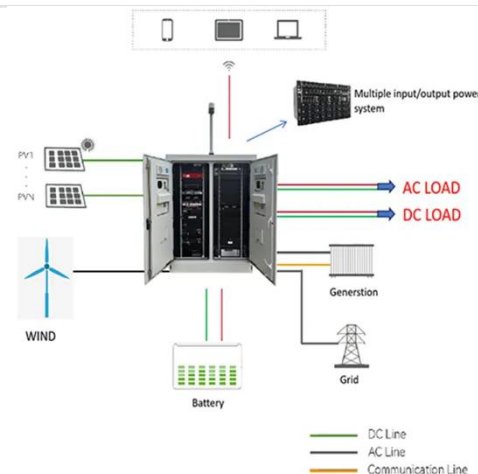 Multiple input/output power
system
PV1
PVN
AC LOAD
DC LOAD
Generstion
WIND
Grid
Battery
DC Line
AC Line
Communication Line